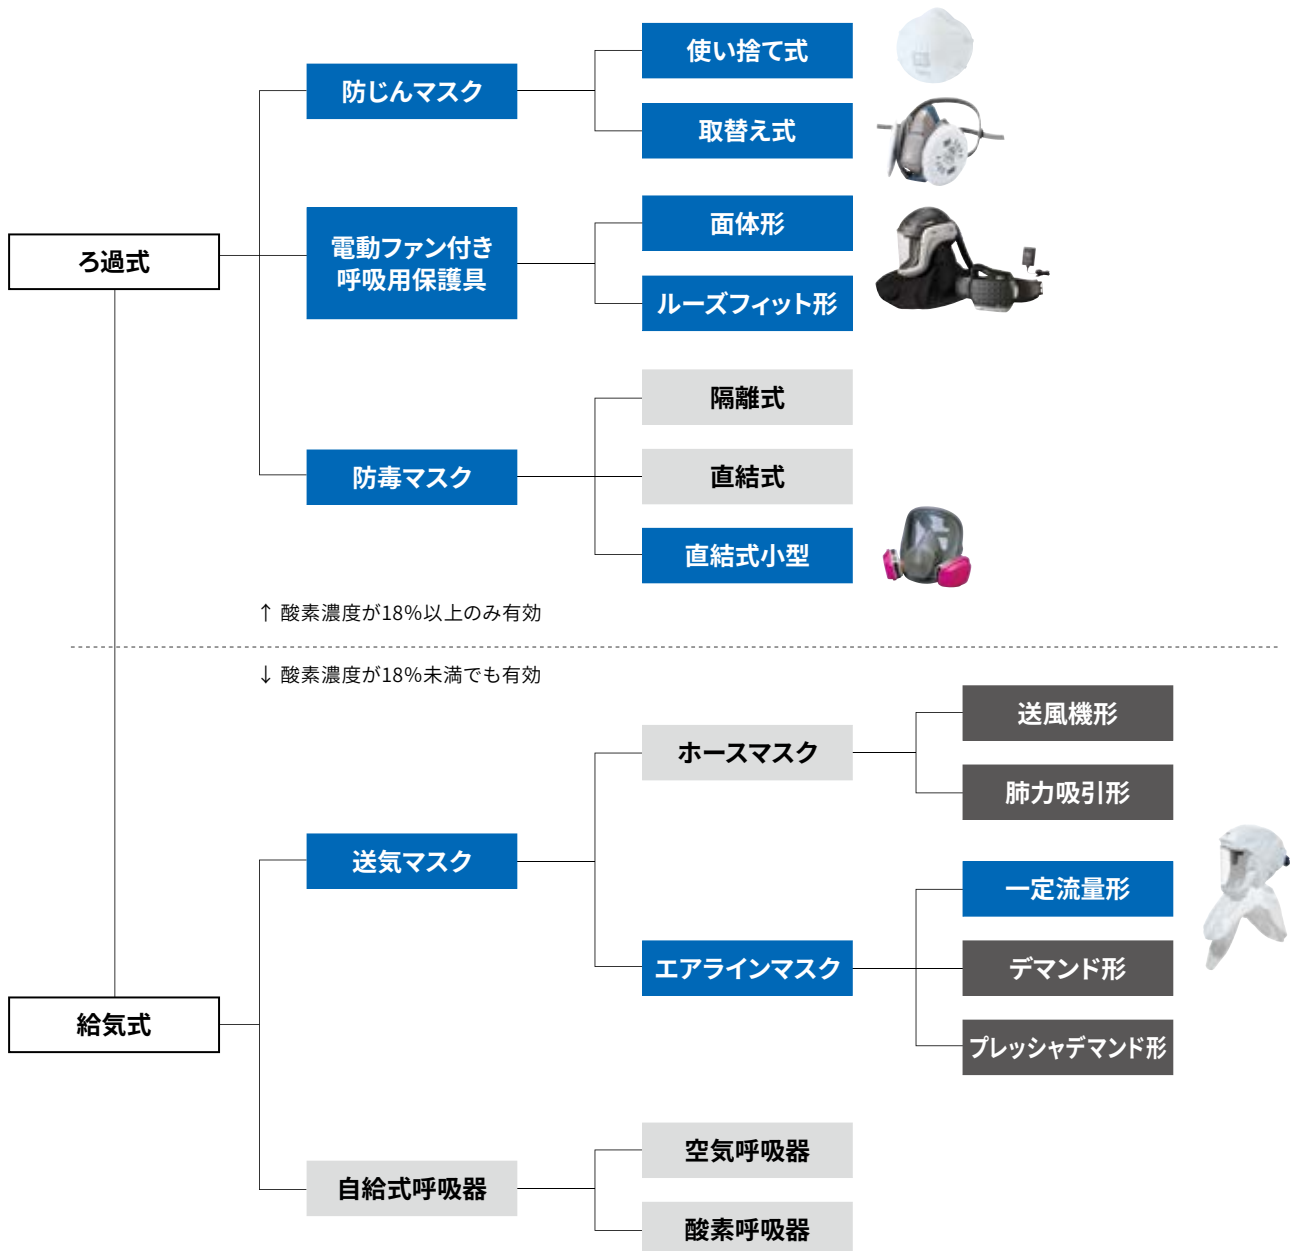 使い捨て式
防じんマスク
取替え式
面体形
電動ファン付き
呼吸用保護具
ろ過式
ルーズフィット形
隔離式
防毒マスク
直結式
直結式小型
↑ 酸素濃度が18%以上のみ有効
↓ 酸素濃度が18%未満でも有効
送風機形
ホースマスク
肺力吸引形
送気マスク
一定流量形
エアラインマスク
デマンド形
給気式
プレッシャデマンド形
空気呼吸器
自給式呼吸器
酸素呼吸器